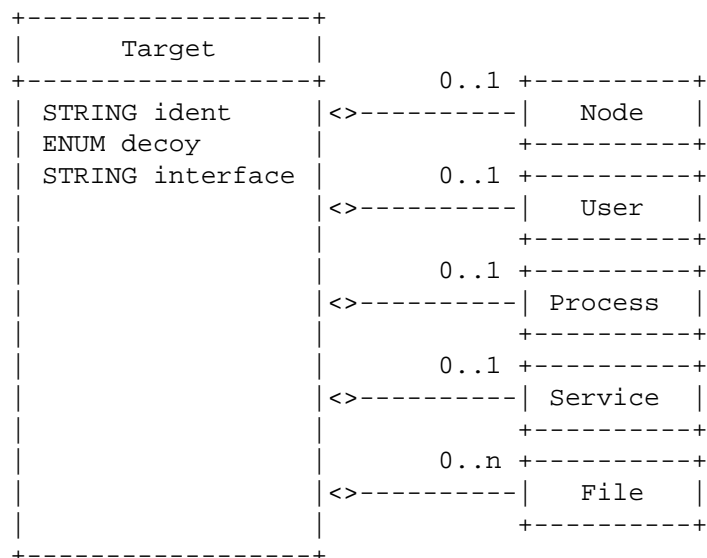 Target
0..1
STRING ident
Node
ENUM decoy
STRING interface
0..1
User
0..1
Process
0..1
Service
0..n
File